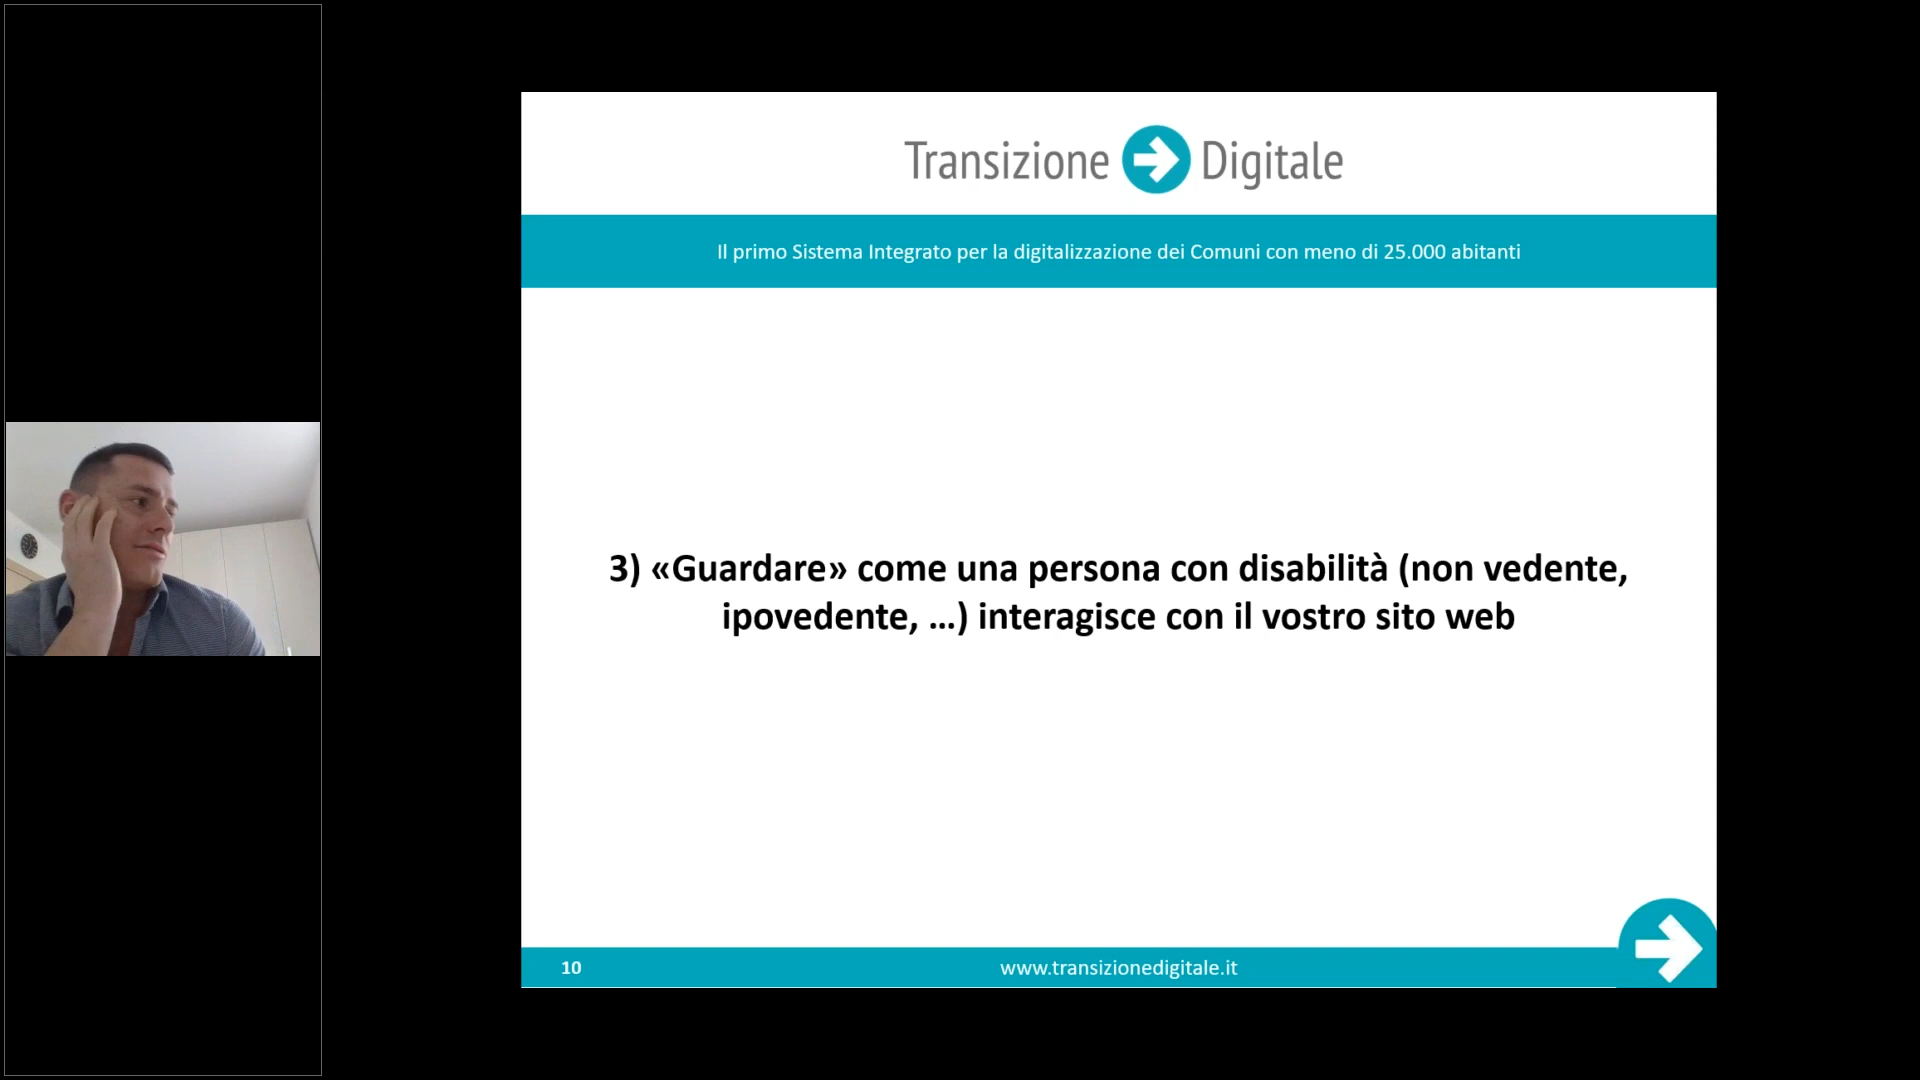 Transizione Digitale
Il primo Sistema Integrato per la digitalizzazione dei Comuni con meno di 25.000 abitanti
3) «Guardare» come una persona con disabilità (non vedente,
ipovedente, ...) interagisce con il vostro sito web
10
www.transizionedigitale.it